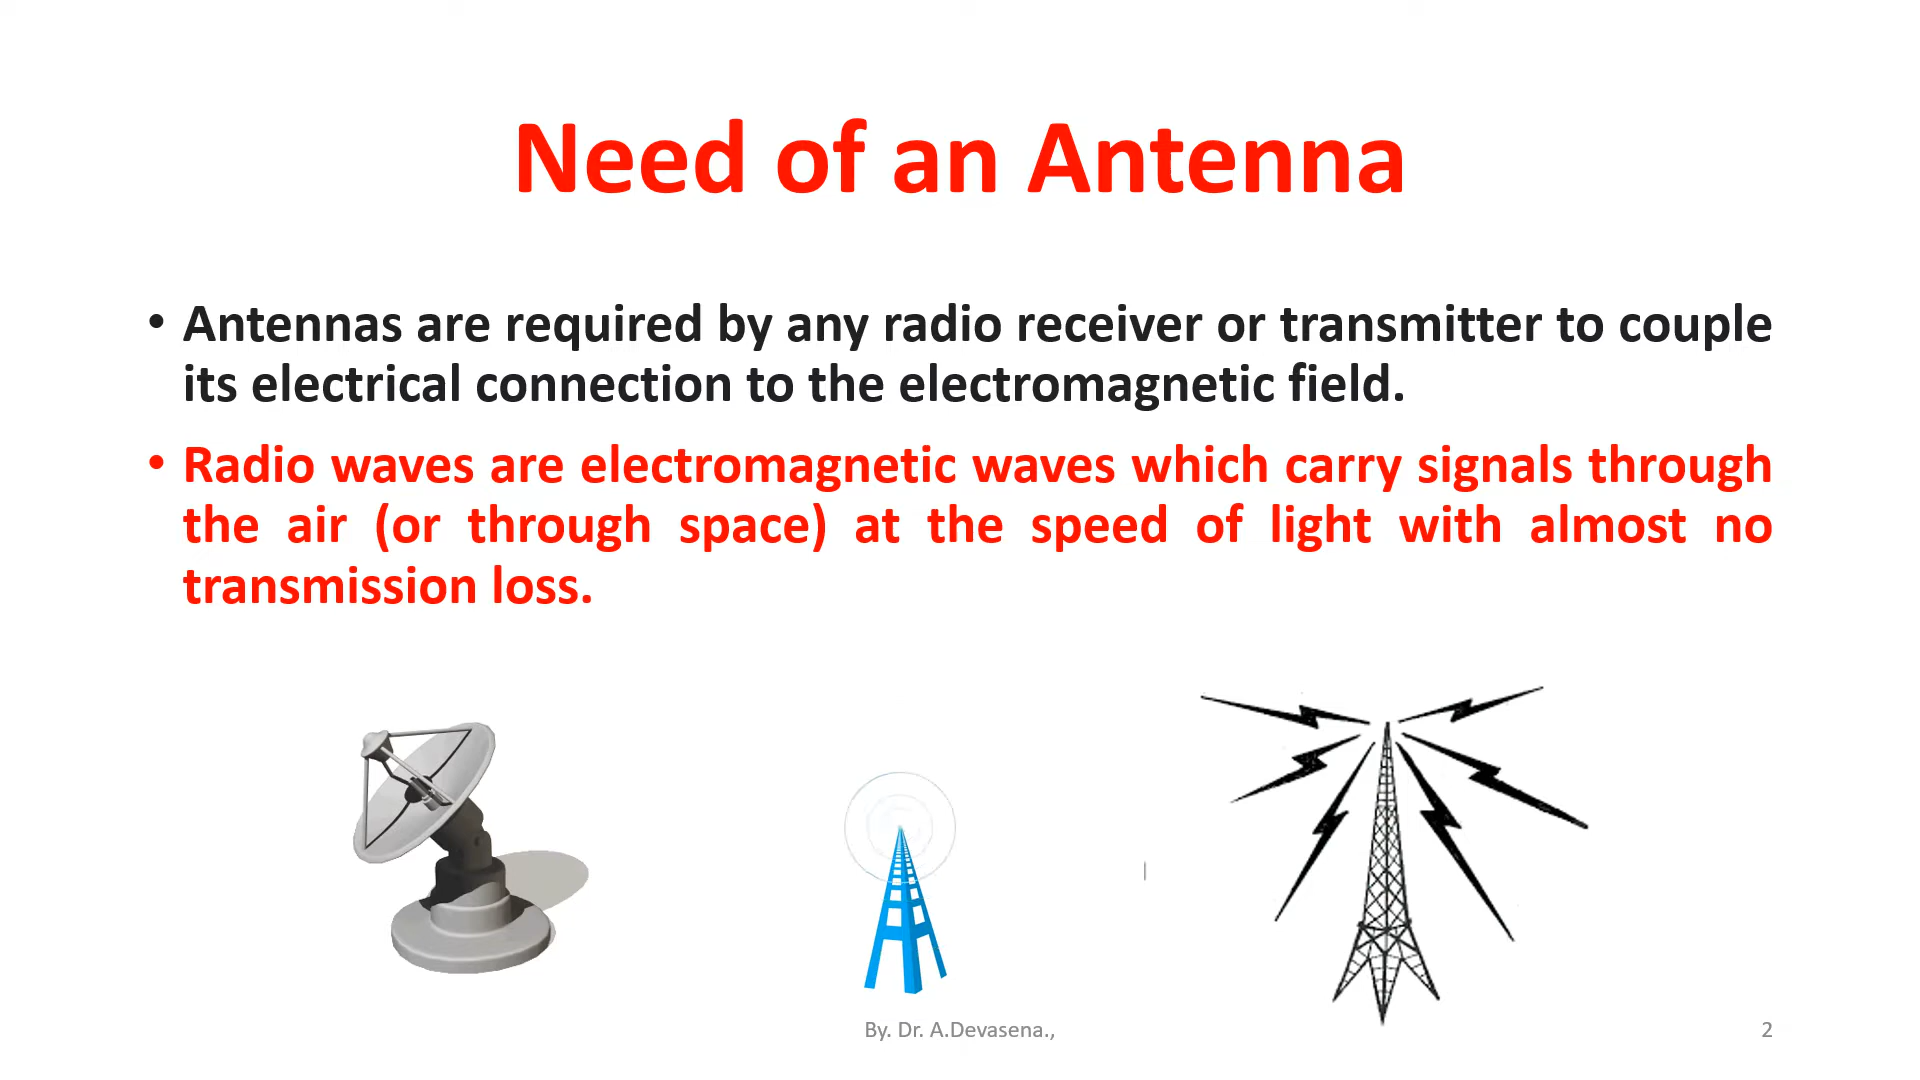 Need of an Antenna
• Antennas are required by any radio receiver or transmitter to couple
its electrical connection to the electromagnetic field.
• Radio waves are electromagnetic waves which carry signals through
the air (or through space) at the speed of light with almost no
transmission loss.
By. Dr. A.Devasena.,
2